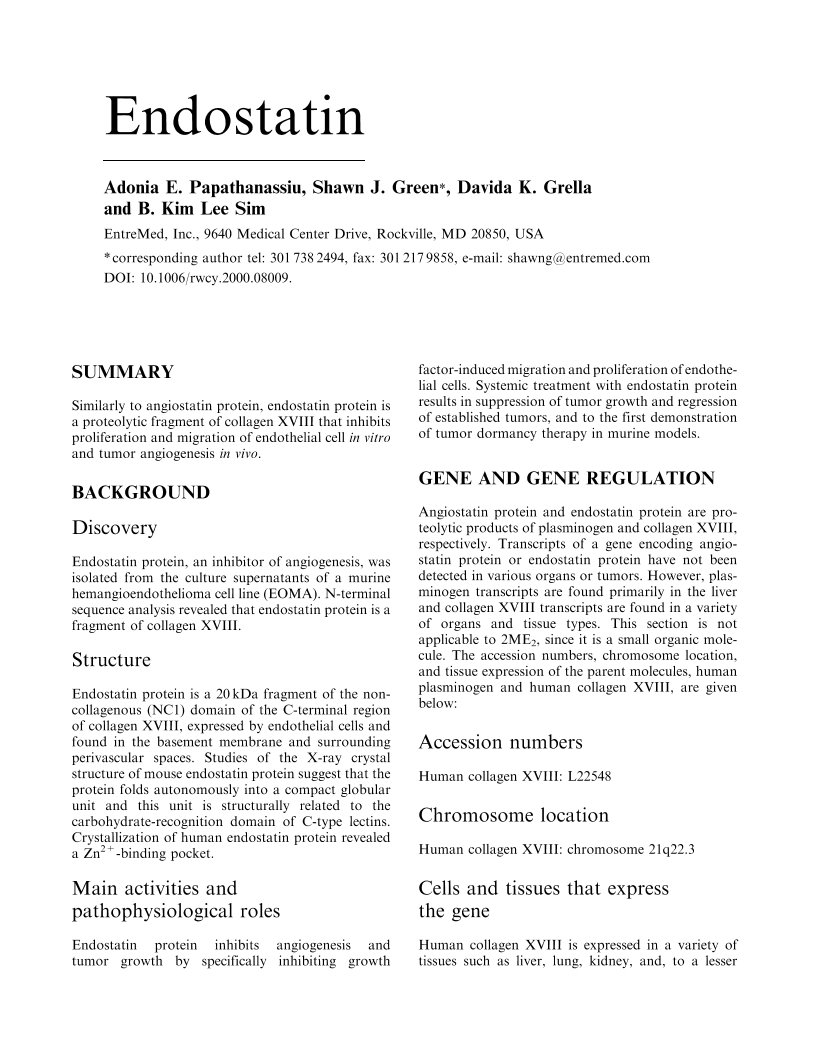 Endostatin
Adonia E. Papathanassiu, Shawn J. Green*, Davida K. Grella
and B. Kim Lee Sim
EntreMed, Inc., 9640 Medical Center Drive, Rockville, MD 20850, USA
*corresponding author tel: 301 738 2494, fax: 301 217 9858, e-mail: shawng@entremed.com
DOI: 10.1006/rwcy.2000.08009.
SUMMARY
Similarly to angiostatin protein, endostatin protein is
a proteolytic fragment of collagen XVIII that inhibits
proliferation and migration of endothelial cell in vitro
and tumor angiogenesis in vivo.
BACKGROUND
Discovery
Endostatin protein, an inhibitor of angiogenesis, was
isolated from the culture supernatants of a murine
hemangioendothelioma cell line (EOMA). N-terminal
sequence analysis revealed that endostatin protein is a
fragment of collagen XVIII.
Structure
Endostatin protein is a 20 kDa fragment of the non-
collagenous (NC1) domain of the C-terminal region
of collagen XVIII, expressed by endothelial cells and
found in the basement membrane and surrounding
perivascular spaces. Studies of the X-ray crystal
structure of mouse endostatin protein suggest that the
protein folds autonomously into a compact globular
unit and this unit is structurally related to the
carbohydrate-recognition domain of C-type lectins.
Crystallization of human endostatin protein revealed
a Zn²⁺-binding pocket.
Main activities and
pathophysiological roles
Endostatin protein inhibits angiogenesis and
tumor growth by specifically inhibiting growth
factor-induced migration and proliferation of endothe-
lial cells. Systemic treatment with endostatin protein
results in suppression of tumor growth and regression
of established tumors, and to the first demonstration
of tumor dormancy therapy in murine models.
GENE AND GENE REGULATION
Angiostatin protein and endostatin protein are pro-
teolytic products of plasminogen and collagen XVIII,
respectively. Transcripts of a gene encoding angio-
statin protein or endostatin protein have not been
detected in various organs or tumors. However, plas-
minogen transcripts are found primarily in the liver
and collagen XVIII transcripts are found in a variety
of organs and tissue types. This section is not
applicable to 2ME₂, since it is a small organic mole-
cule. The accession numbers, chromosome location,
and tissue expression of the parent molecules, human
plasminogen and human collagen XVIII, are given
below:
Accession numbers
Human collagen XVIII: L22548
Chromosome location
Human collagen XVIII: chromosome 21q22.3
Cells and tissues that express
the gene
Human collagen XVIII is expressed in a variety of
tissues such as liver, lung, kidney, and, to a lesser